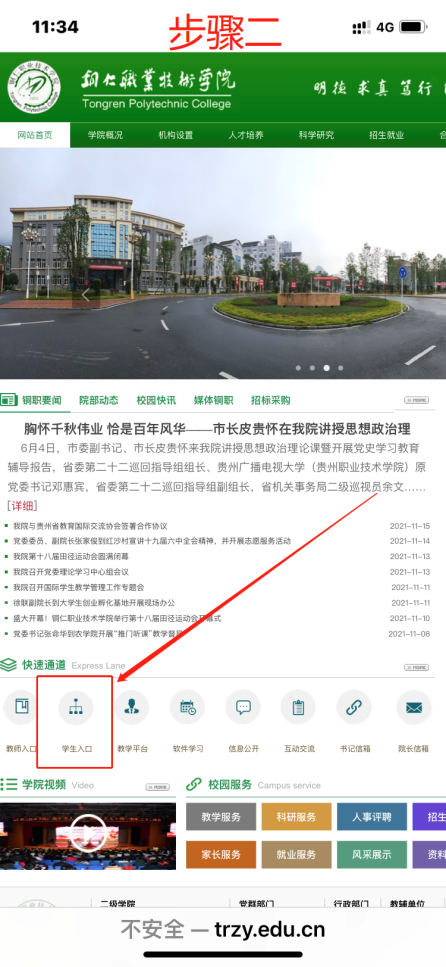 11:34
步骤二
4G
铜仁职业技术学院
Tongren Polytechnic College
明德 求真 笃行
网站首页 学院概况 机构设置 人才培养 科学研究 招生就业
铜职要闻 院部动态 校园快讯 媒体铜职 招标采购
胸怀千秋伟业 恰是百年风华——市长皮贵怀在我院讲授思想政治理
6月4日，市委副书记、市长皮贵怀来我院讲授思想政治理论课暨开展党史学习教育
辅导报告，省委第二十二巡回指导组组长、贵州广播电视大学（贵州职业技术学院）原
党委书记邓惠宾，省委第二十二巡回指导组副组长，省机关事务局二级巡视员余文……
[详细]
我院与贵州省教育国际交流协会签署合作协议 2021-11-15
党委委员、副院长张家俊到红沙村宣讲十九届六中全会精神，并开展志愿服务活动 2021-11-14
我院第十八届田径运动会圆满闭幕 2021-11-13
我院召开党委理论学习中心组会议 2021-11-13
我院召开国际学生教学管理工作专题会 2021-11-11
徐联副院长到大学生创业孵化基地开展现场办公 2021-11-11
盛大开幕！铜仁职业技术学院举行第十八届田径运动会开幕式 2021-11-10
党委书记张命华到农学院开展“推门听课”教学督 2021-11-08
快速通道 Express Lane
教师入口 学生入口 教学平台 软件学习 信息公开 互动交流 书记信箱 院长信箱
学院视频 Video
校园服务 Campus service
教学服务 科研服务 人事评聘 招生
家长服务 就业服务 风采展示 资料
二级学院 党群部门 行政部门 教辅单位
不安全 — trzy.edu.cn